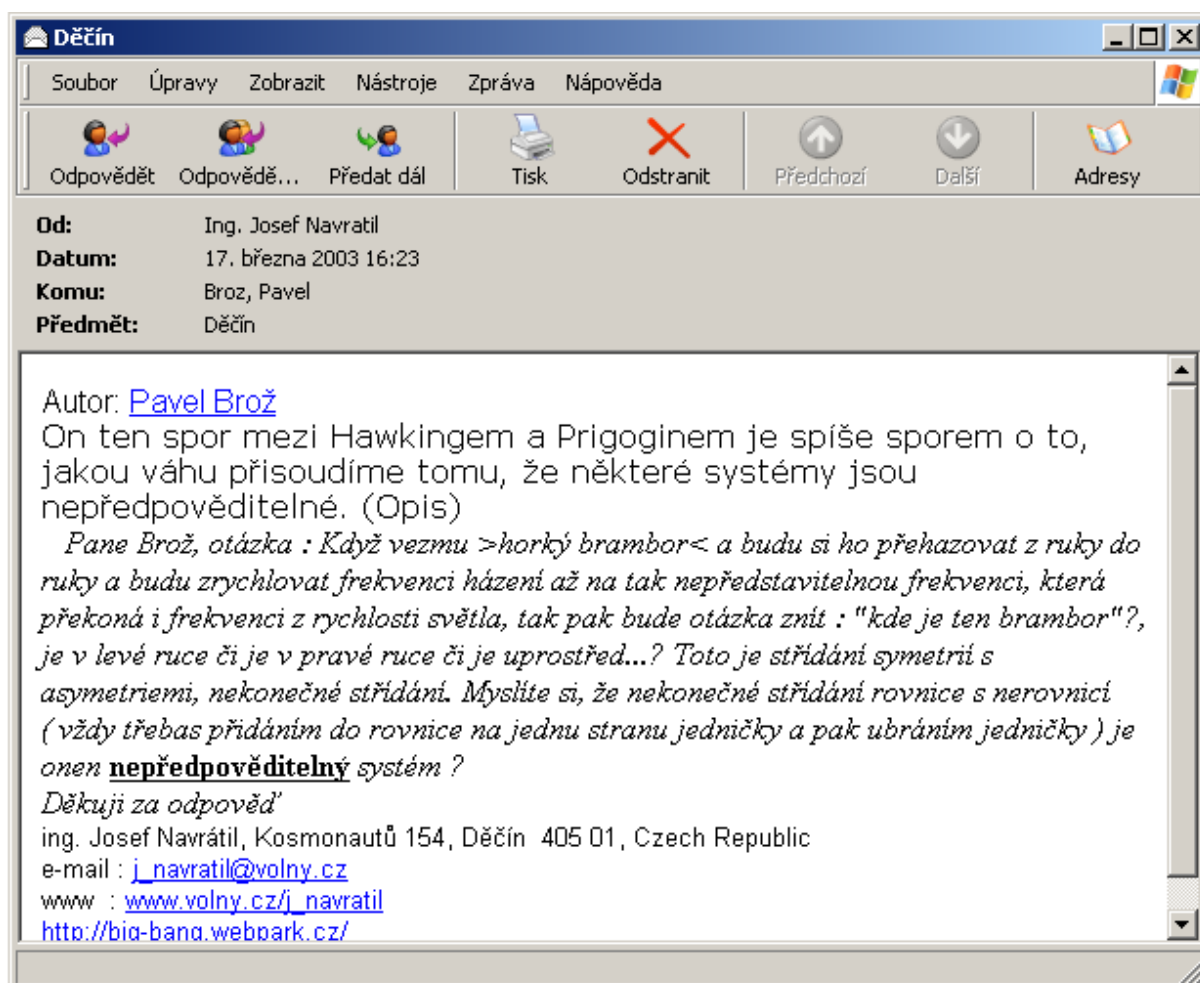 Děčín
Soubor Úpravy Zobrazit Nástroje Zpráva Nápověda
Odpovědět Odpovědě... Předat dál Tisk Odstranit Předchozí Další Adresy
Od: Ing. Josef Navratil
Datum: 17. března 2003 16:23
Komu: Broz, Pavel
Předmět: Děčín
Autor: Pavel Brož
On ten spor mezi Hawkingem a Prigoginem je spíše sporem o to,
jakou váhu přisoudíme tomu, že některé systémy jsou
nepředpověditelné. (Opis)
Pane Brož, otázka : Když vezmu >horký brambor< a budu si ho přehazovat z ruky do
ruky a budu zrychlovat frekvenci házení až na tak nepředstavitelnou frekvenci, která
překoná i frekvenci z rychlosti světla, tak pak bude otázka znít : "kde je ten brambor"?,
je v levé ruce či je v pravé ruce či je uprostřed...? Toto je střídání symetrií s
asymetriemi, nekonečné střídání. Myslíte si, že nekonečné střídání rovnice s nerovnicí
( vždy třebas přidáním do rovnice na jednu stranu jedničky a pak ubráním jedničky ) je
onen nepředpověditelný systém ?
Děkuji za odpověď
ing. Josef Navrátil, Kosmonautů 154, Děčín 405 01, Czech Republic
e-mail : j_navratil@volny.cz
www : www.volny.cz/j_navratil
http://big-bang.webpark.cz/